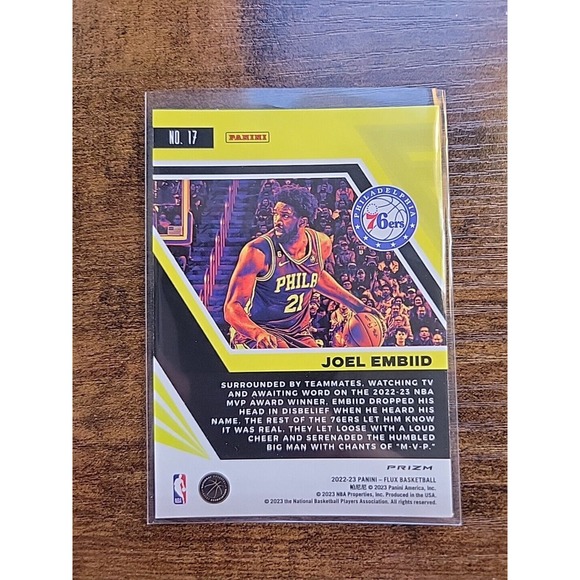 NO. 17
PANINI
PHILADELPHIA
76ers
PHILA
21
JOEL EMBIID
SURROUNDED BY TEAMMATES, WATCHING TV
AND AWAITING WORD ON THE 2022-23 NBA
MVP AWARD WINNER, EMBIID DROPPED HIS
HEAD IN DISBELIEF WHEN HE HEARD HIS
NAME. THE REST OF THE 76ERS LET HIM KNOW
IT WAS REAL. THEY LET LOOSE WITH A LOUD
CHEER AND SERENADED THE HUMBLED
BIG MAN WITH CHANTS OF "M-V-P."
PRIZM
2022-23 PANINI – FLUX BASKETBALL
帕尼尼 © 2023 Panini America, Inc.
© 2023 NBA Properties, Inc. Produced in the USA.
© 2023 the National Basketball Players Association. All rights reserved.